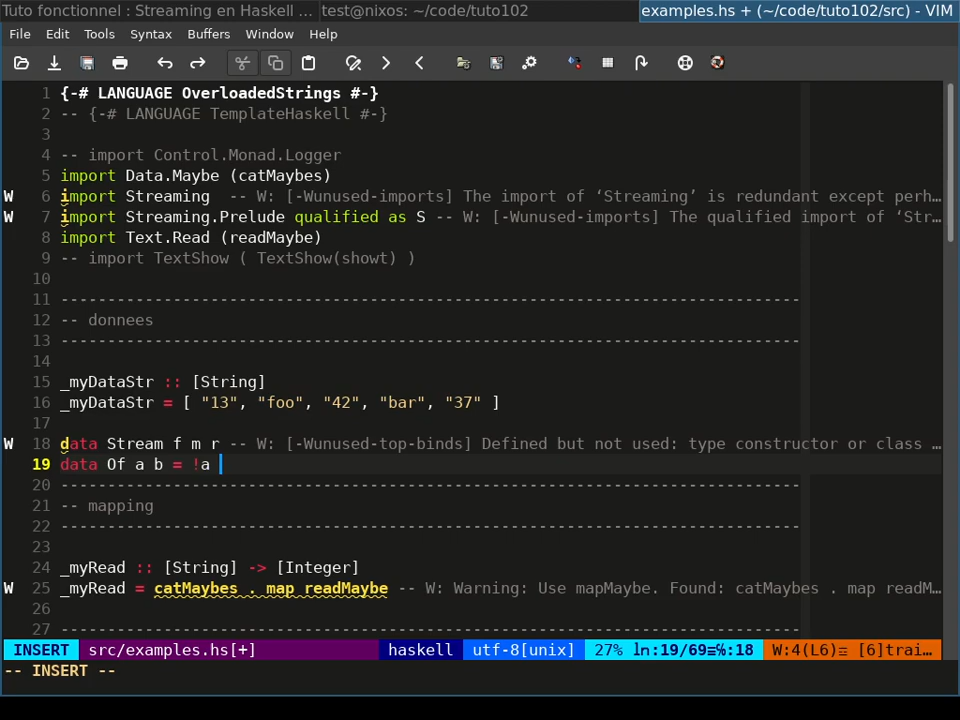 Tuto fonctionnel : Streaming en Haskell ... test@nixos: ~/code/tuto102 examples.hs + (~/code/tuto102/src) - VIM
File Edit Tools Syntax Buffers Window Help
1 {-# LANGUAGE OverloadedStrings #-}
2 -- {-# LANGUAGE TemplateHaskell #-}
3
4 -- import Control.Monad.Logger
5 import Data.Maybe (catMaybes)
W 6 import Streaming -- W: [-Wunused-imports] The import of ‘Streaming’ is redundant except perh…
W 7 import Streaming.Prelude qualified as S -- W: [-Wunused-imports] The qualified import of ‘Str…
8 import Text.Read (readMaybe)
9 -- import TextShow ( TextShow(showt) )
10
11 -------------------------------------------------------------------------------
12 -- donnees
13 -------------------------------------------------------------------------------
14
15 _myDataStr :: [String]
16 _myDataStr = [ "13", "foo", "42", "bar", "37" ]
17
W 18 data Stream f m r -- W: [-Wunused-top-binds] Defined but not used: type constructor or class …
19 data Of a b = !a
20 -------------------------------------------------------------------------------
21 -- mapping
22 -------------------------------------------------------------------------------
23
24 _myRead :: [String] -> [Integer]
W 25 _myRead = catMaybes . map readMaybe -- W: Warning: Use mapMaybe. Found: catMaybes . map readM…
26
27 -------------------------------------------------------------------------------
INSERT src/examples.hs[+] haskell utf-8[unix] 27% ln:19/69≡℅:18 W:4(L6)≡ [6]trai…
-- INSERT --